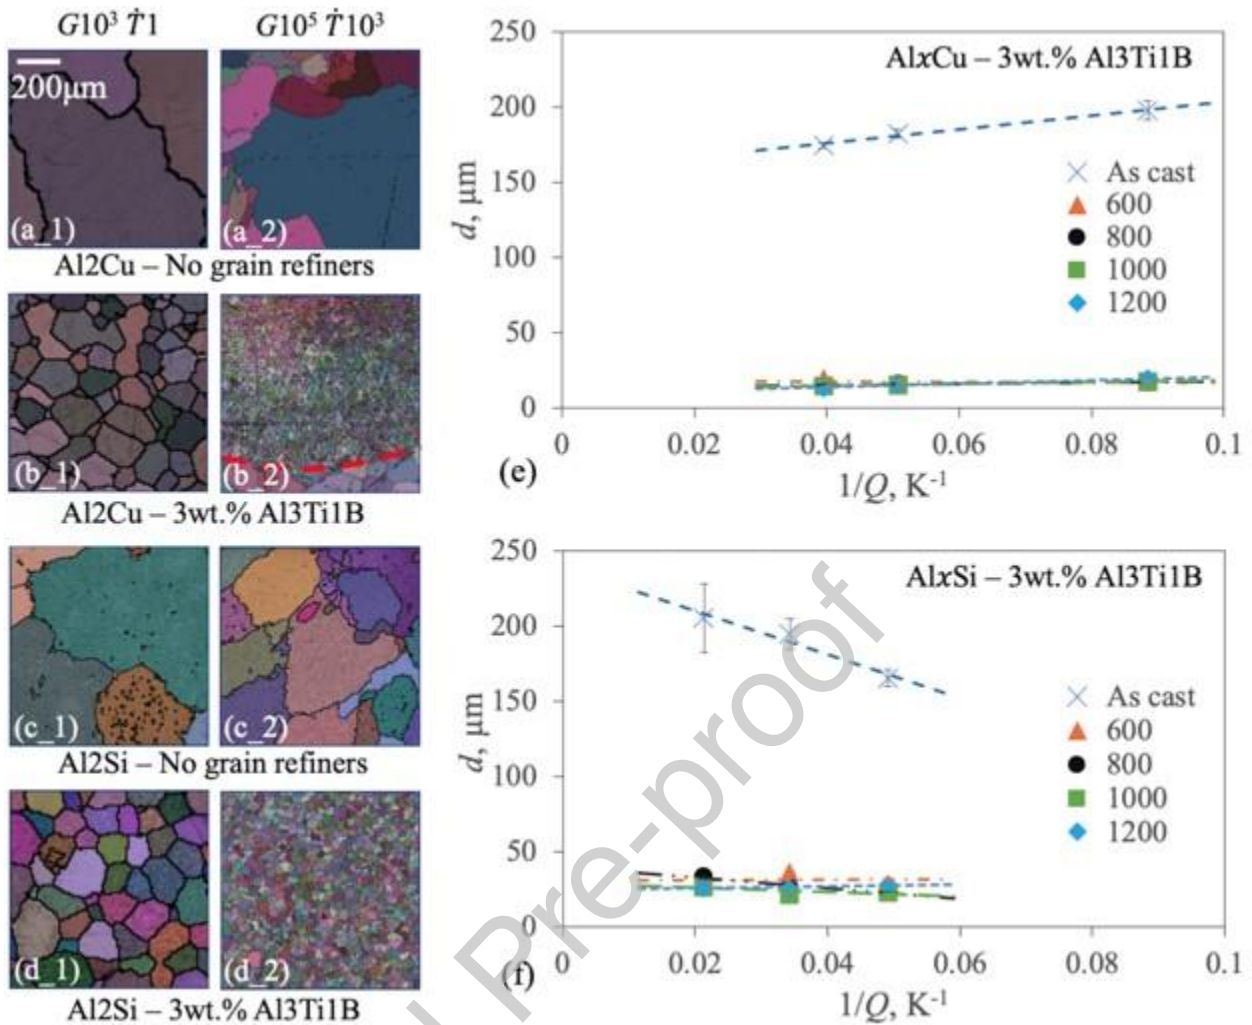 G10³ Ṫ1
G10⁵ Ṫ10³
200µm
(a_1)
(a_2)
Al2Cu – No grain refiners
(b_1)
(b_2)
Al2Cu – 3wt.% Al3Ti1B
(c_1)
(c_2)
Al2Si – No grain refiners
(d_1)
(d_2)
Al2Si – 3wt.% Al3Ti1B
AlxCu – 3wt.% Al3Ti1B
250
200
150
100
50
0
d, µm
As cast
600
800
1000
1200
0
0.02
0.04
0.06
0.08
0.1
(e)
1/Q, K⁻¹
AlxSi – 3wt.% Al3Ti1B
250
200
150
100
50
0
d, µm
As cast
600
800
1000
1200
0
0.02
0.04
0.06
0.08
0.1
(f)
1/Q, K⁻¹
Pre-proof